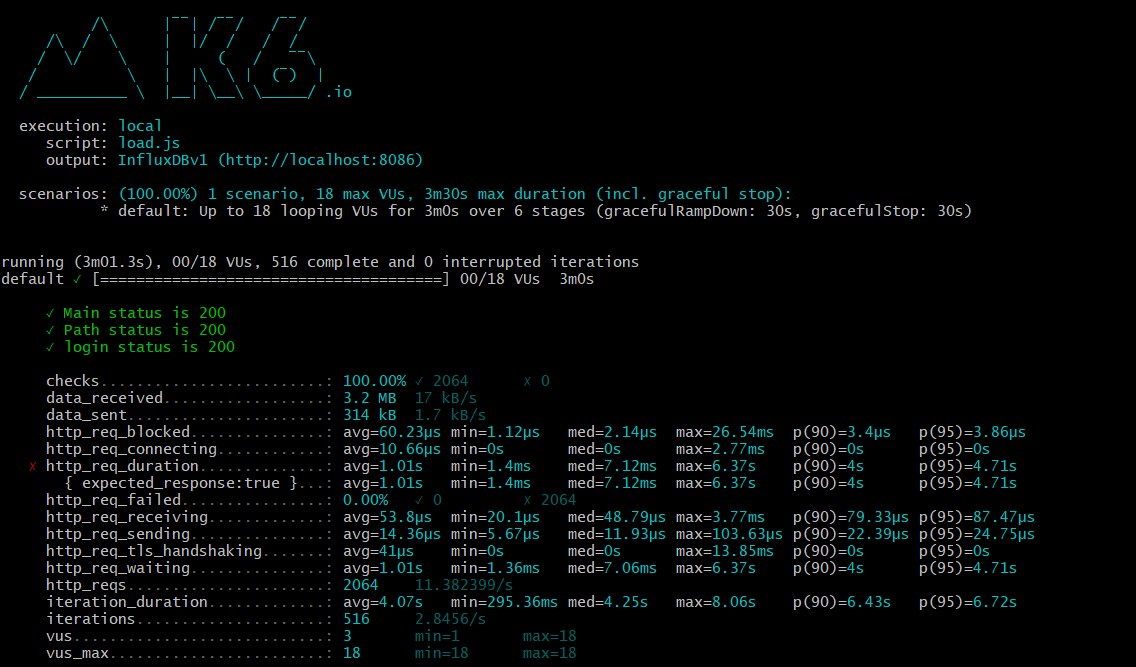 K6 .io
execution: local
script: load.js
output: InfluxDBv1 (http://localhost:8086)
scenarios: (100.00%) 1 scenario, 18 max VUs, 3m30s max duration (incl. graceful stop):
* default: Up to 18 looping VUs for 3m0s over 6 stages (gracefulRampDown: 30s, gracefulStop: 30s)
running (3m01.3s), 00/18 VUs, 516 complete and 0 interrupted iterations
default ✓ [======================================] 00/18 VUs  3m0s
✓ Main status is 200
✓ Path status is 200
✓ login status is 200
checks.........................: 100.00% ✓ 2064 ✗ 0
data_received..................: 3.2 MB 17 kB/s
data_sent......................: 314 kB 1.7 kB/s
http_req_blocked...............: avg=60.23µs min=1.12µs med=2.14µs max=26.54ms p(90)=3.4µs p(95)=3.86µs
http_req_connecting............: avg=10.66µs min=0s med=0s max=2.77ms p(90)=0s p(95)=0s
✗ http_req_duration..............: avg=1.01s min=1.4ms med=7.12ms max=6.37s p(90)=4s p(95)=4.71s
{ expected_response:true }...: avg=1.01s min=1.4ms med=7.12ms max=6.37s p(90)=4s p(95)=4.71s
http_req_failed................: 0.00% ✓ 0 ✗ 2064
http_req_receiving.............: avg=53.8µs min=20.1µs med=48.79µs max=3.77ms p(90)=79.33µs p(95)=87.47µs
http_req_sending...............: avg=14.36µs min=5.67µs med=11.93µs max=103.63µs p(90)=22.39µs p(95)=24.75µs
http_req_tls_handshaking.......: avg=41µs min=0s med=0s max=13.85ms p(90)=0s p(95)=0s
http_req_waiting...............: avg=1.01s min=1.36ms med=7.06ms max=6.37s p(90)=4s p(95)=4.71s
http_reqs......................: 2064 11.382399/s
iteration_duration.............: avg=4.07s min=295.36ms med=4.25s max=8.06s p(90)=6.43s p(95)=6.72s
iterations.....................: 516 2.8456/s
vus............................: 3 min=1 max=18
vus_max........................: 18 min=18 max=18